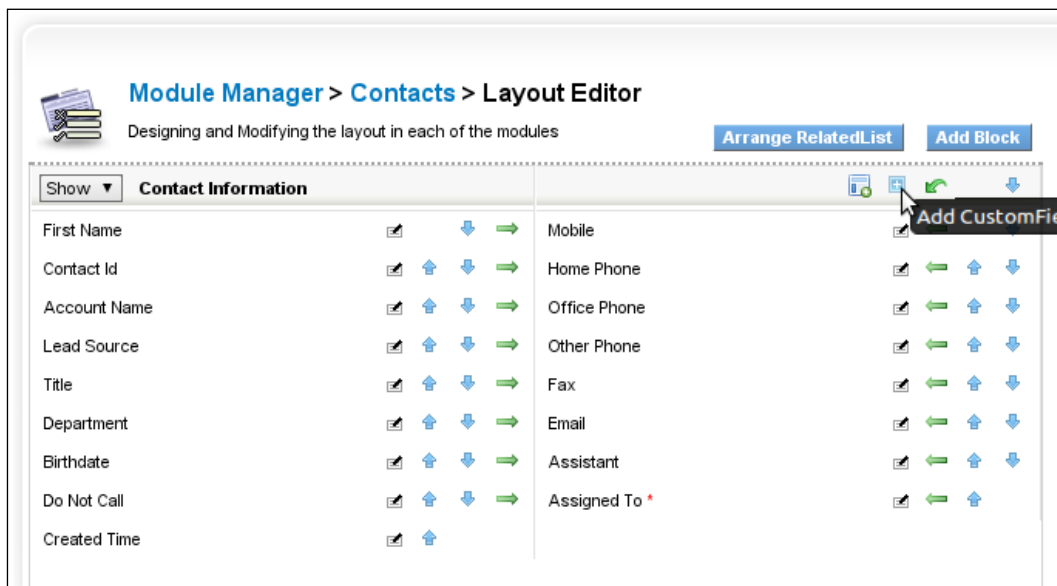 Module Manager > Contacts > Layout Editor
Designing and Modifying the layout in each of the modules
Arrange RelatedList
Add Block
Show ▼
Contact Information
Add CustomFie
First Name
Mobile
Contact Id
Home Phone
Account Name
Office Phone
Lead Source
Other Phone
Title
Fax
Department
Email
Birthdate
Assistant
Do Not Call
Assigned To *
Created Time